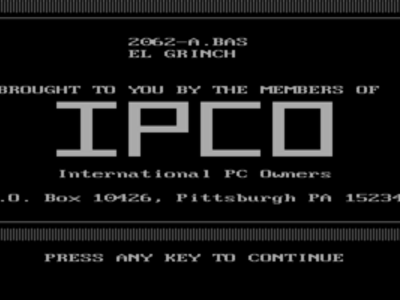 2062-A.BAS
EL GRINCH
BROUGHT TO YOU BY THE MEMBERS OF
IPCO
International PC Owners
.O. Box 10426, Pittsburgh PA 15234
PRESS ANY KEY TO CONTINUE